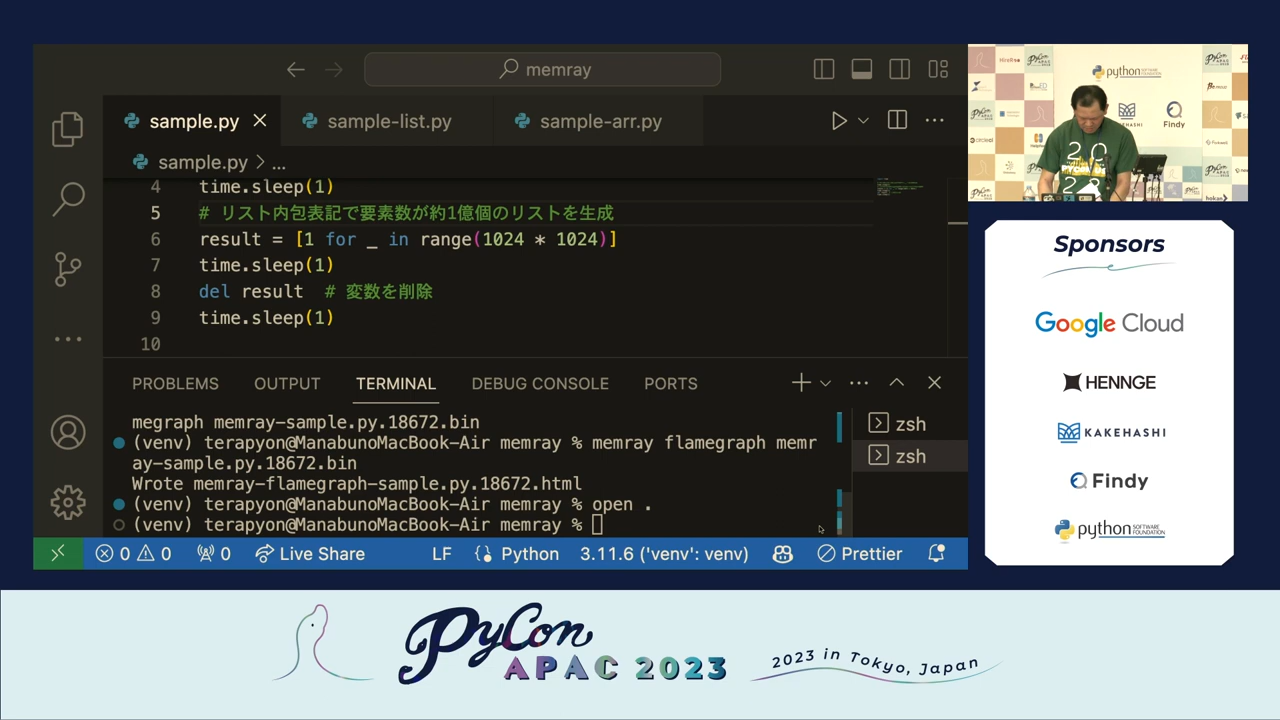 memray
sample.py
sample-list.py
sample-arr.py
sample.py > ...
4 time.sleep(1)
5 # リスト内包表記で要素数が約1億個のリストを生成
6 result = [1 for _ in range(1024 * 1024)]
7 time.sleep(1)
8 del result # 変数を削除
9 time.sleep(1)
10
PROBLEMS OUTPUT TERMINAL DEBUG CONSOLE PORTS
megraph memray-sample.py.18672.bin
(venv) terapyon@ManabunoMacBook-Air memray % memray flamegraph memr
ay-sample.py.18672.bin
Wrote memray-flamegraph-sample.py.18672.html
(venv) terapyon@ManabunoMacBook-Air memray % open .
(venv) terapyon@ManabunoMacBook-Air memray %
zsh
zsh
0 0 0 Live Share LF Python 3.11.6 ('venv': venv) Prettier
python
Findy
20
Sponsors
Google Cloud
HENNGE
KAKEHASHI
Findy
python SOFTWARE FOUNDATION
PyCon
APAC 2023
2023 in Tokyo, Japan